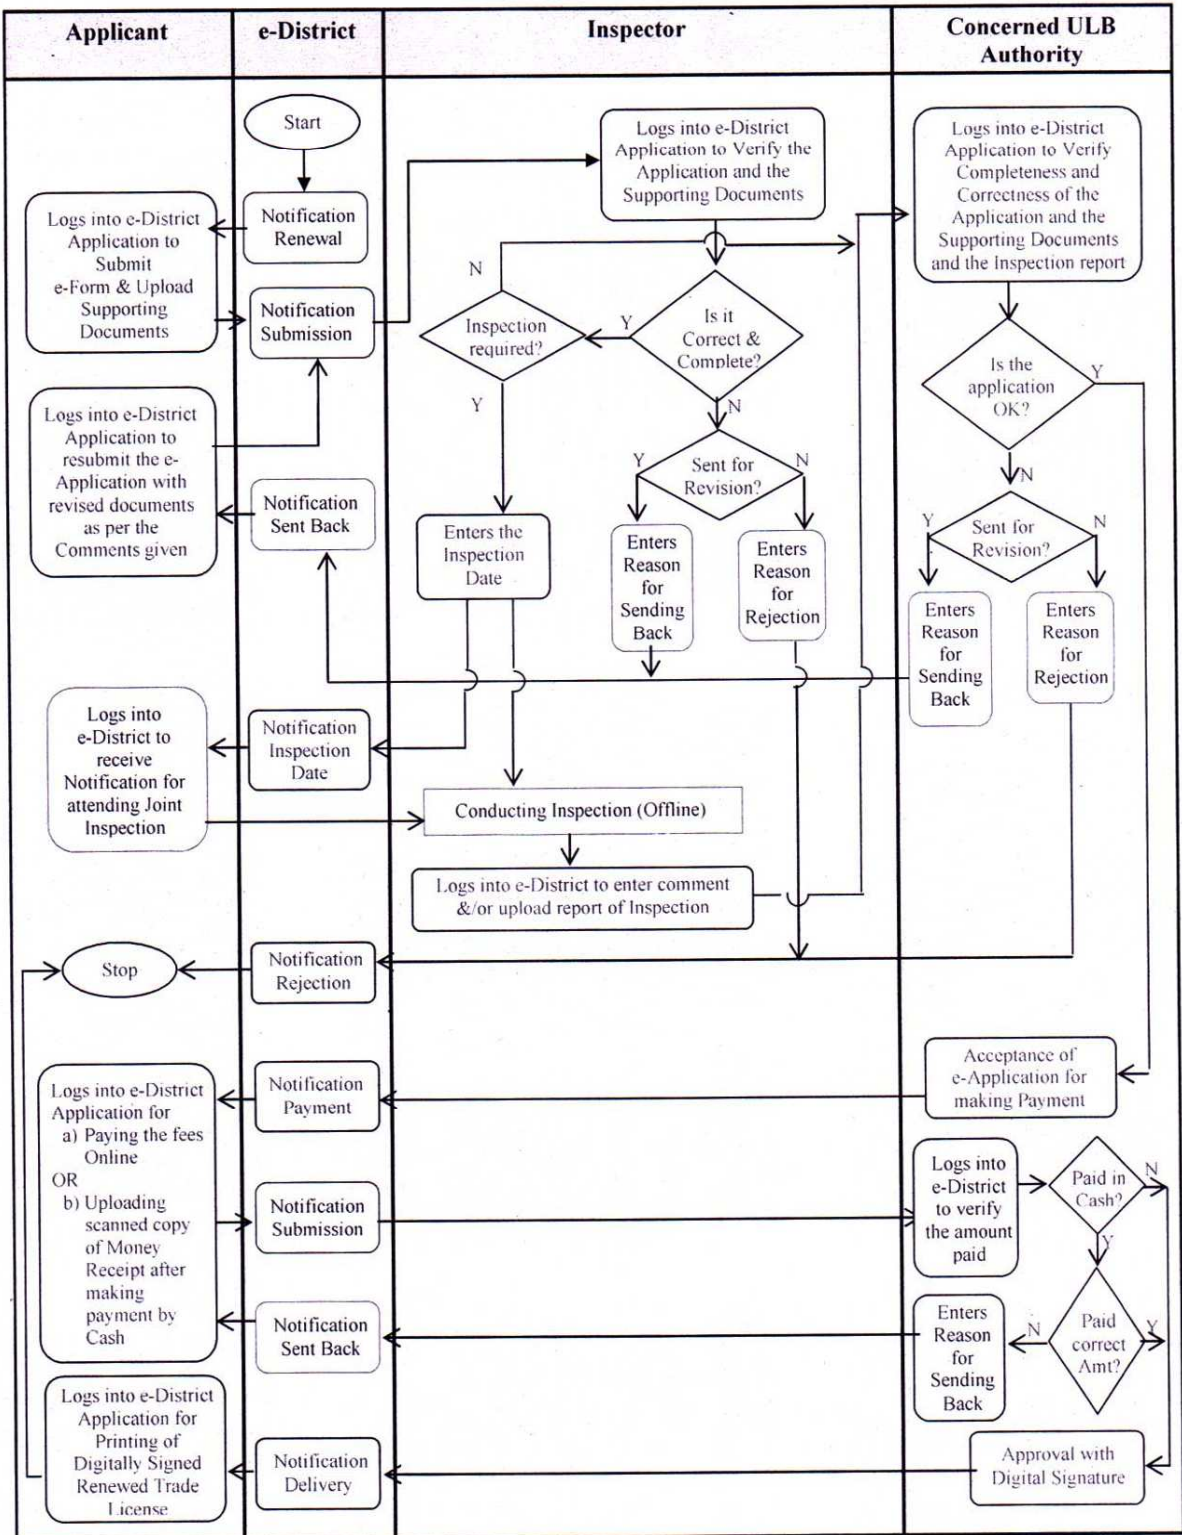 Applicant
e-District
Inspector
Concerned ULB
Authority
Start
Notification
Renewal
Logs into e-District
Application to
Submit
e-Form & Upload
Supporting
Documents
Notification
Submission
Logs into e-District
Application to Verify the
Application and the
Supporting Documents
Logs into e-District
Application to Verify
Completeness and
Correctness of the
Application and the
Supporting Documents
and the Inspection report
N
Inspection
required?
Y
Y
Is it
Correct &
Complete?
N
Is the
application
OK?
Y
N
Logs into e-District
Application to
resubmit the e-
Application with
revised documents
as per the
Comments given
Notification
Sent Back
Enters the
Inspection
Date
Y
Sent for
Revision?
N
Enters
Reason
for
Sending
Back
Enters
Reason
for
Rejection
Y
Sent for
Revision?
N
Enters
Reason
for
Sending
Back
Enters
Reason
for
Rejection
Logs into
e-District to
receive
Notification for
attending Joint
Inspection
Notification
Inspection
Date
Conducting Inspection (Offline)
Logs into e-District to enter comment
&/or upload report of Inspection
Stop
Notification
Rejection
Logs into e-District
Application for
a) Paying the fees
Online
OR
b) Uploading
scanned copy
of Money
Receipt after
making
payment by
Cash
Notification
Payment
Acceptance of
e-Application for
making Payment
Notification
Submission
Logs into
e-District
to verify
the amount
paid
Paid in
Cash?
N
Y
Notification
Sent Back
Enters
Reason
for
Sending
Back
N
Paid
correct
Amt?
Y
Logs into e-District
Application for
Printing of
Digitally Signed
Renewed Trade
License
Notification
Delivery
Approval with
Digital Signature